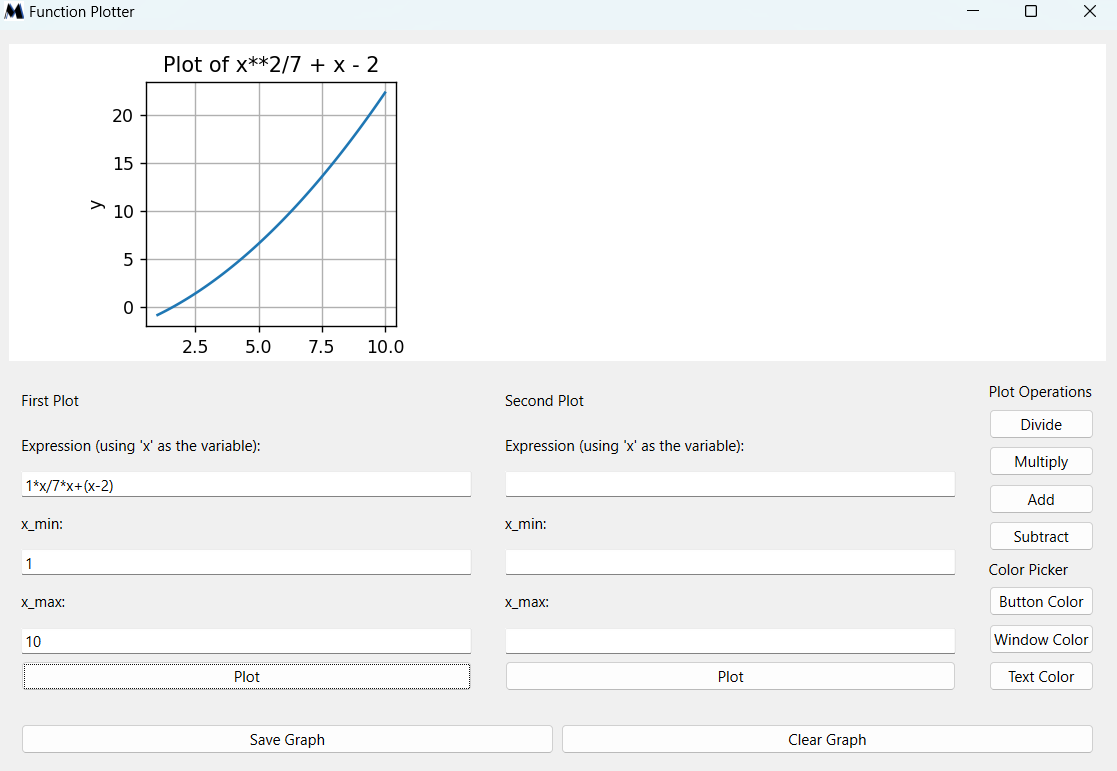 Function Plotter
Plot of x**2/7 + x - 2
20
15
10
5
0
y
2.5 5.0 7.5 10.0
First Plot
Expression (using 'x' as the variable):
1*x/7*x+(x-2)
x_min:
1
x_max:
10
Plot
Second Plot
Expression (using 'x' as the variable):
x_min:
x_max:
Plot
Plot Operations
Divide
Multiply
Add
Subtract
Color Picker
Button Color
Window Color
Text Color
Save Graph
Clear Graph